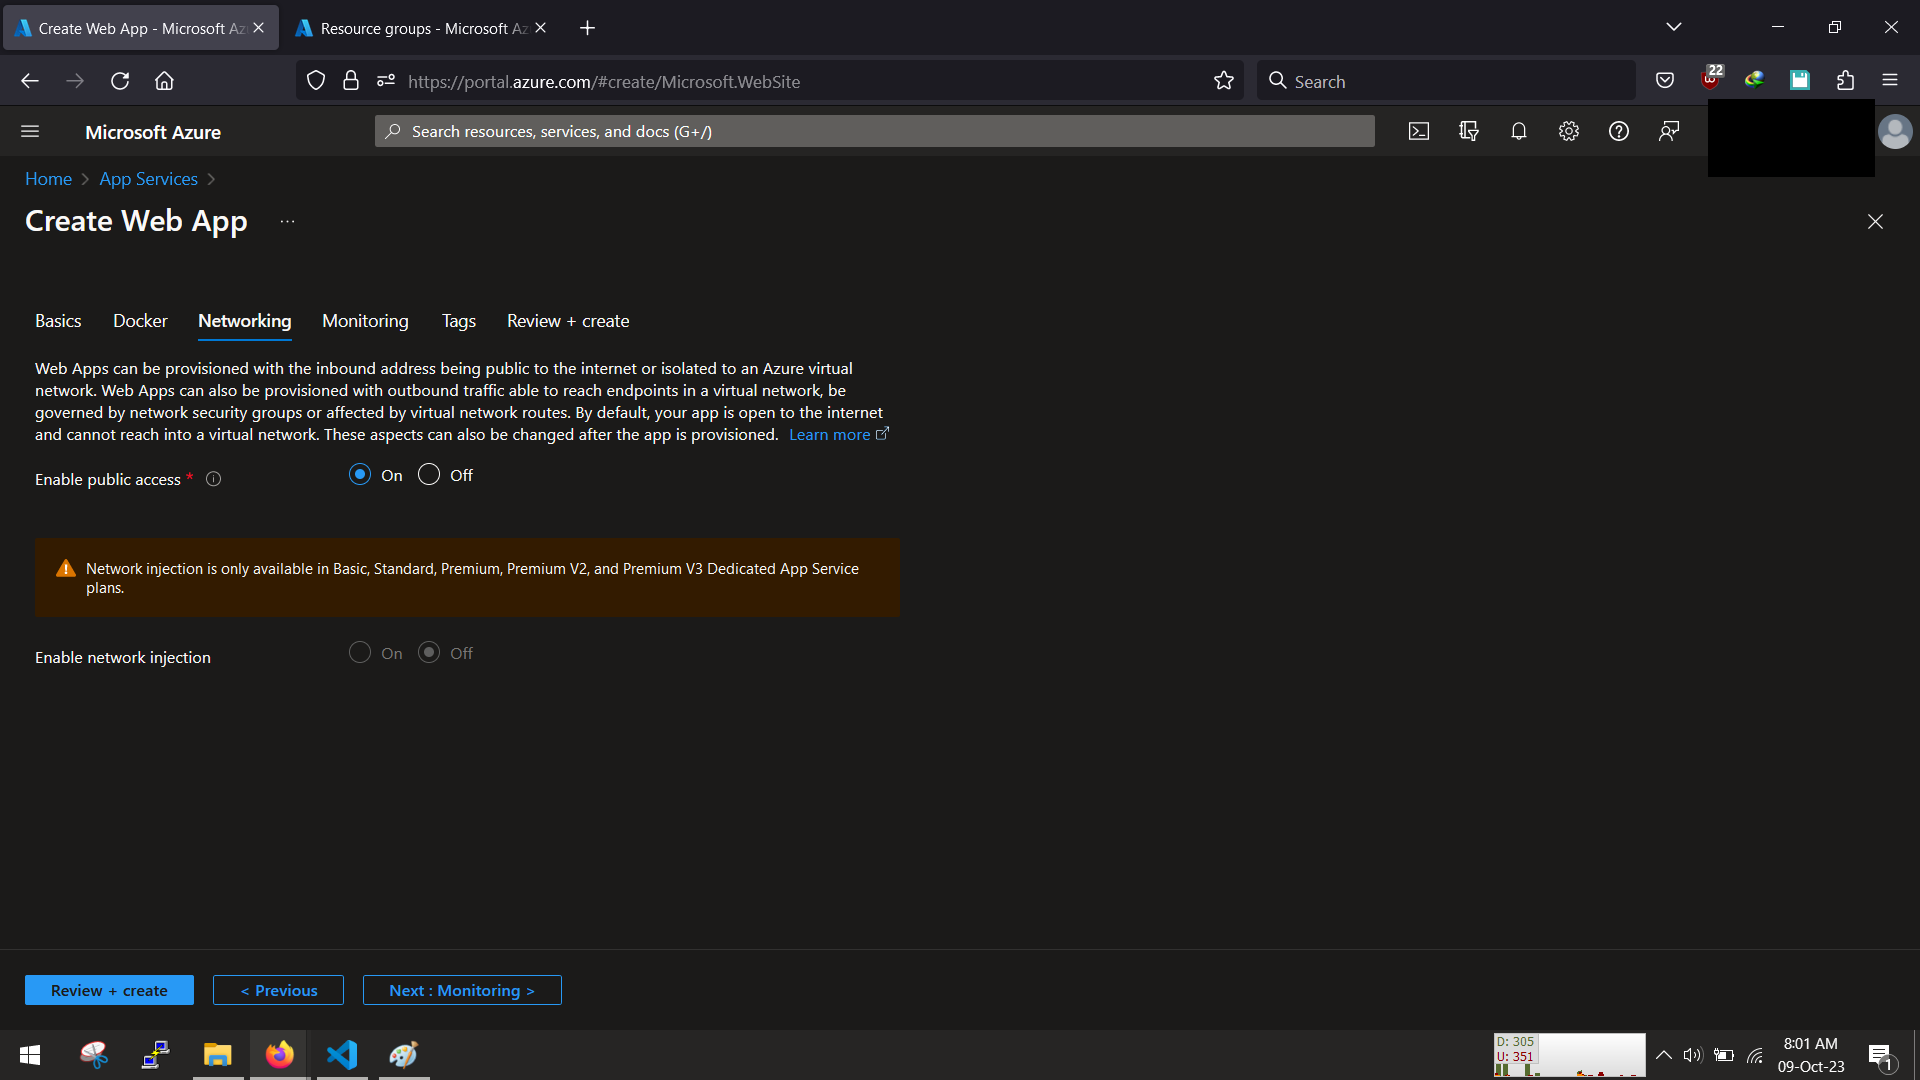 Create Web App - Microsoft Az
Resource groups - Microsoft Az
https://portal.azure.com/#create/Microsoft.WebSite
Search
22
Microsoft Azure
Search resources, services, and docs (G+/)
Home
App Services
Create Web App
...
Basics
Docker
Networking
Monitoring
Tags
Review + create
Web Apps can be provisioned with the inbound address being public to the internet or isolated to an Azure virtual
network. Web Apps can also be provisioned with outbound traffic able to reach endpoints in a virtual network, be
governed by network security groups or affected by virtual network routes. By default, your app is open to the internet
and cannot reach into a virtual network. These aspects can also be changed after the app is provisioned. Learn more
Enable public access *
On
Off
Network injection is only available in Basic, Standard, Premium, Premium V2, and Premium V3 Dedicated App Service
plans.
Enable network injection
On
Off
Review + create
< Previous
Next : Monitoring >
D: 305
U: 351
8:01 AM
09-Oct-23
1